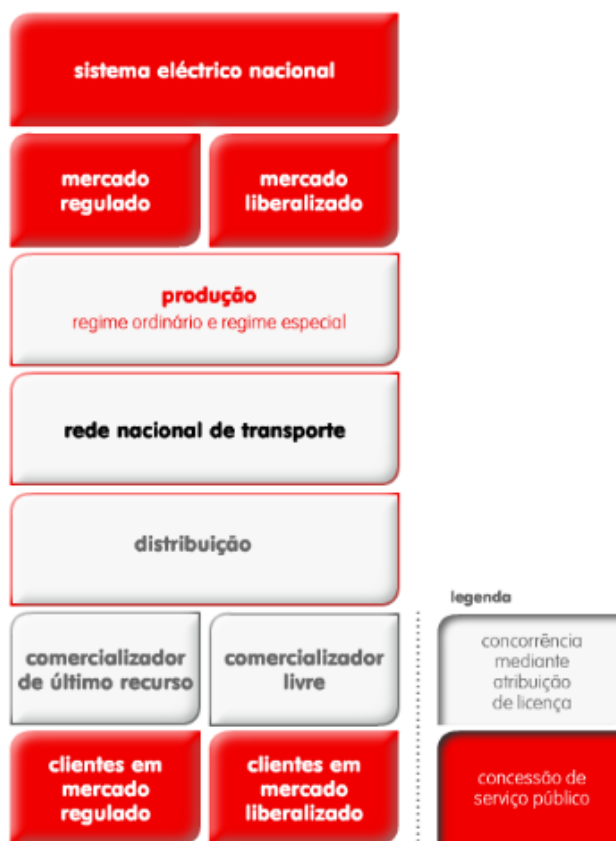 sistema eléctrico nacional
mercado
regulado
mercado
liberalizado
produção
regime ordinário e regime especial
rede nacional de transporte
distribuição
comercializador
de último recurso
comercializador
livre
clientes em
mercado
regulado
clientes em
mercado
liberalizado
legenda
concorrência
mediante
atribuição
de licença
concessão de
serviço público